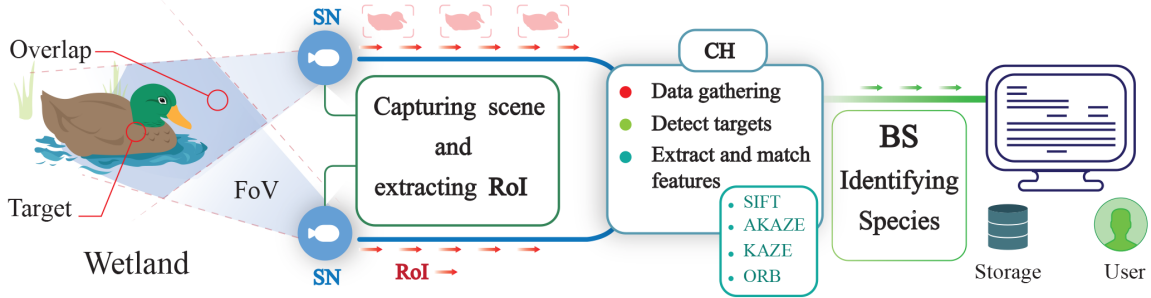 Overlap
Target
FoV
Wetland
SN
SN
Capturing scene
and
extracting RoI
RoI
CH
Data gathering
Detect targets
Extract and match
features
• SIFT
• AKAZE
• KAZE
• ORB
BS
Identifying
Species
Storage
User